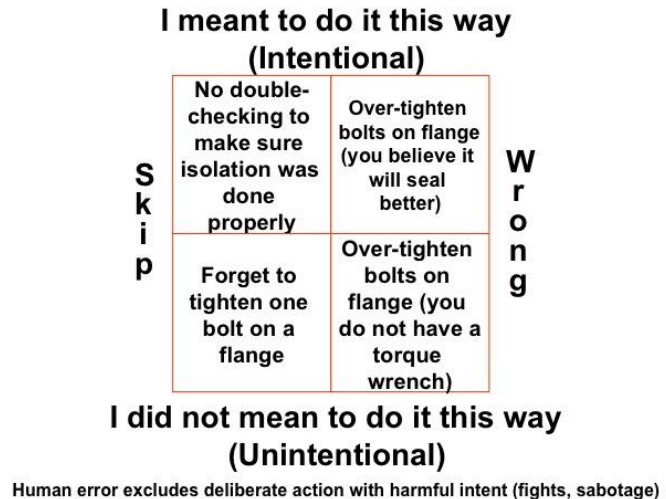 I meant to do it this way
(Intentional)
No double-
checking to
make sure
isolation was
done
properly
Over-tighten
bolts on flange
(you believe it
will seal
better)
Skip
Wrong
Forget to
tighten one
bolt on a
flange
Over-tighten
bolts on
flange (you
do not have a
torque
wrench)
I did not mean to do it this way
(Unintentional)
Human error excludes deliberate action with harmful intent (fights, sabotage)